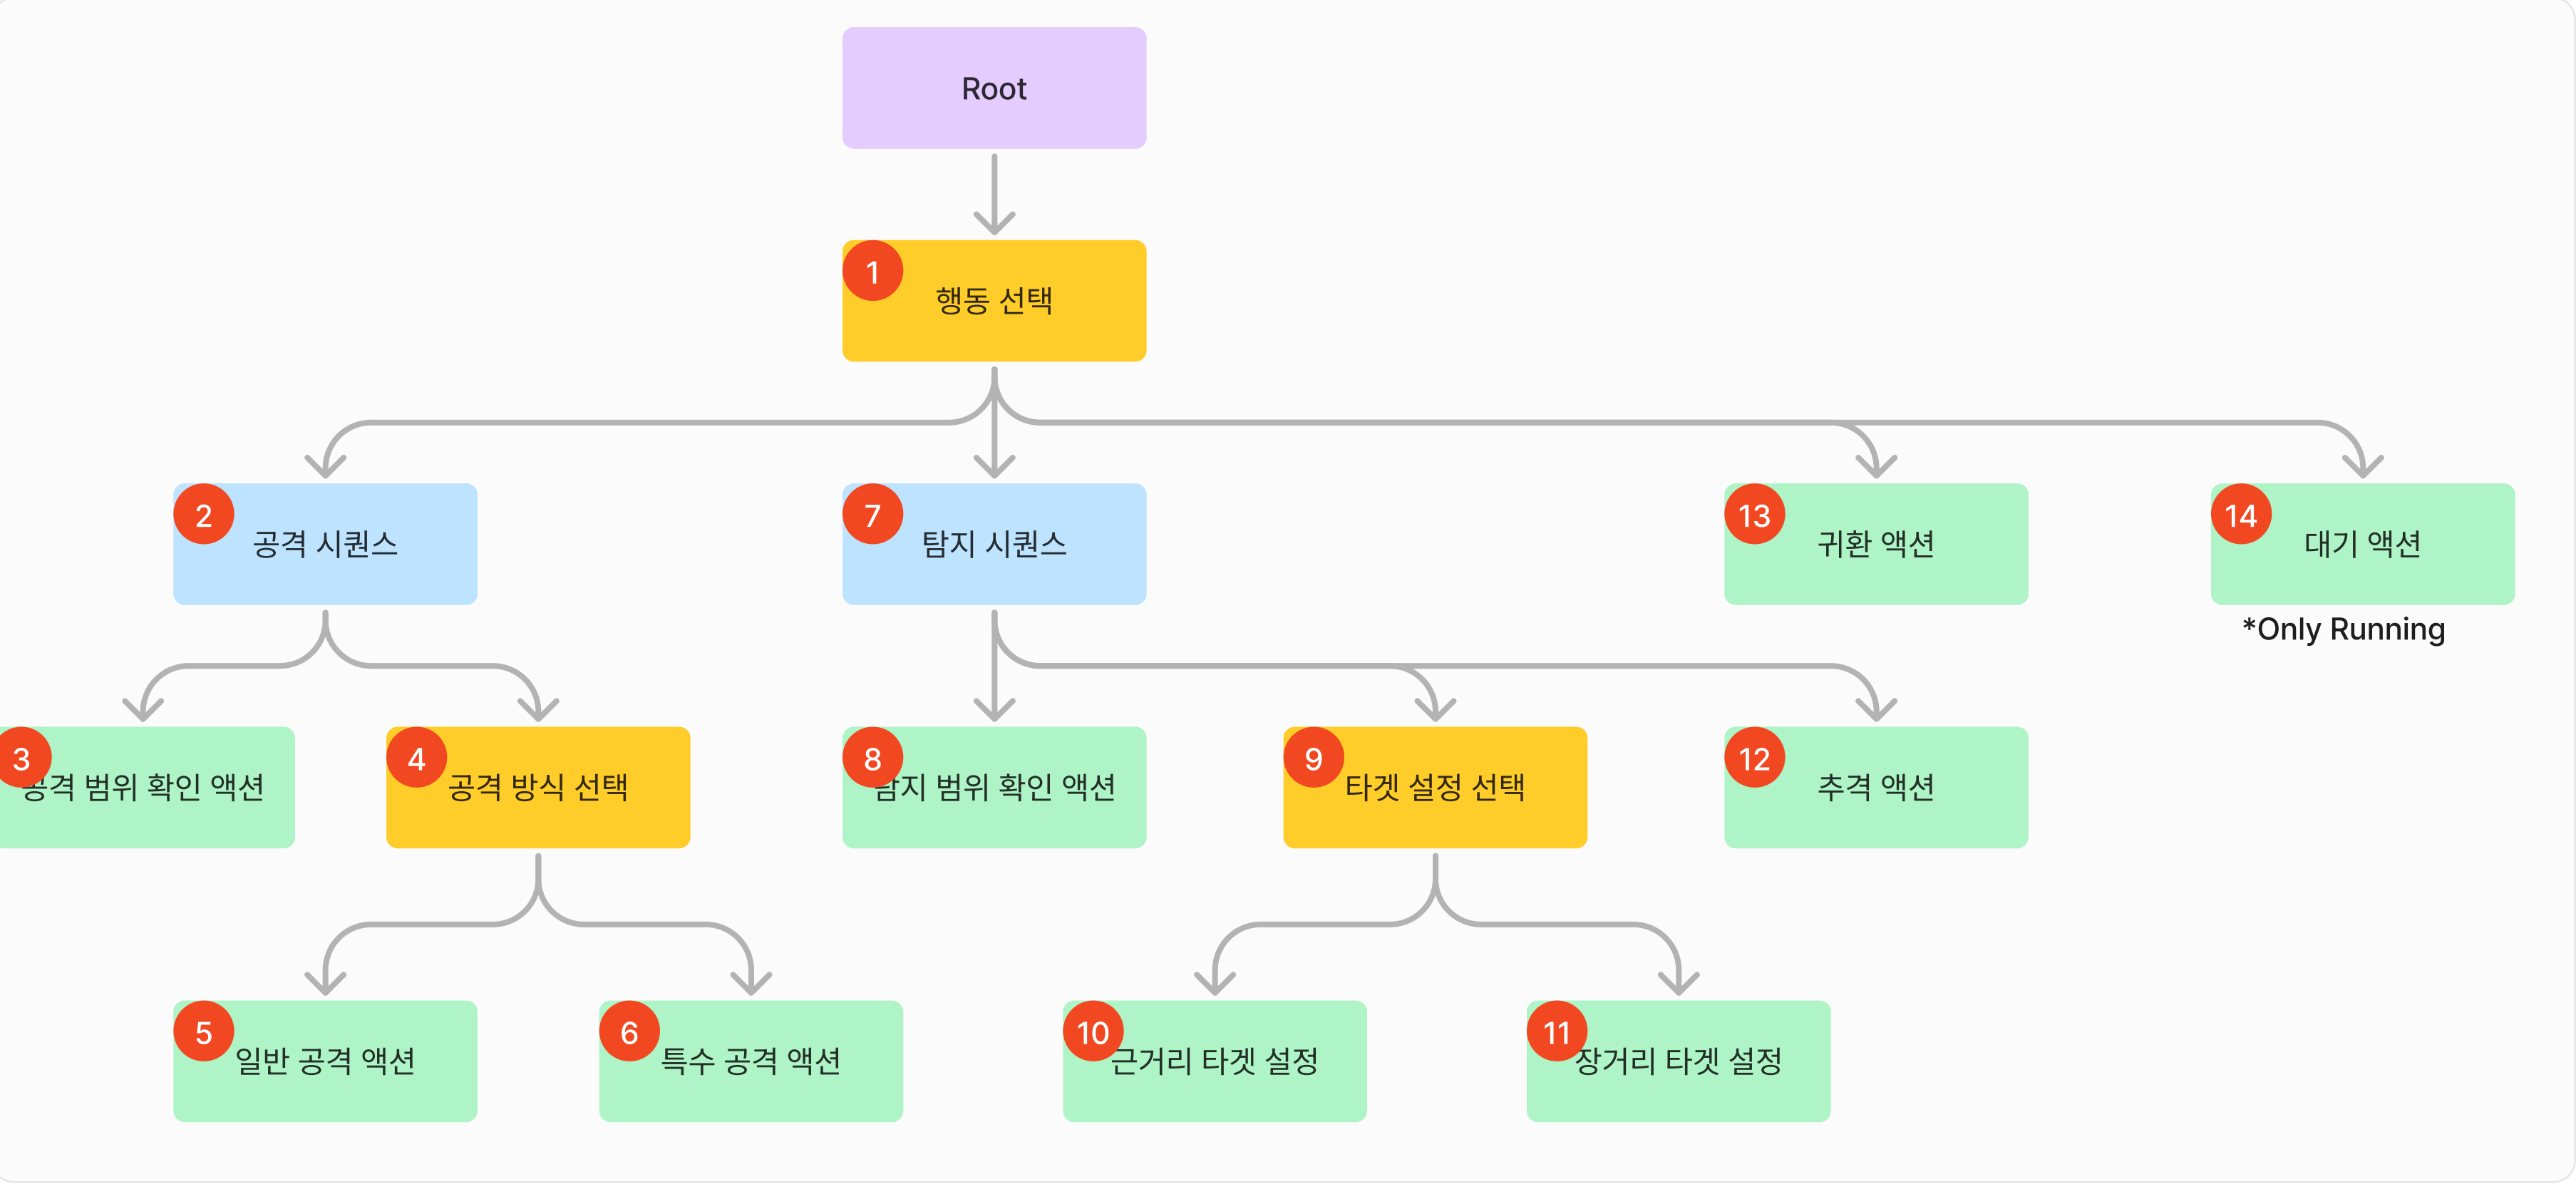 Root
1
행동 선택
2
공격 시퀀스
7
탐지 시퀀스
13
귀환 액션
14
대기 액션
*Only Running
3
공격 범위 확인 액션
4
공격 방식 선택
8
탐지 범위 확인 액션
9
타겟 설정 선택
12
추격 액션
5
일반 공격 액션
6
특수 공격 액션
10
근거리 타겟 설정
11
장거리 타겟 설정